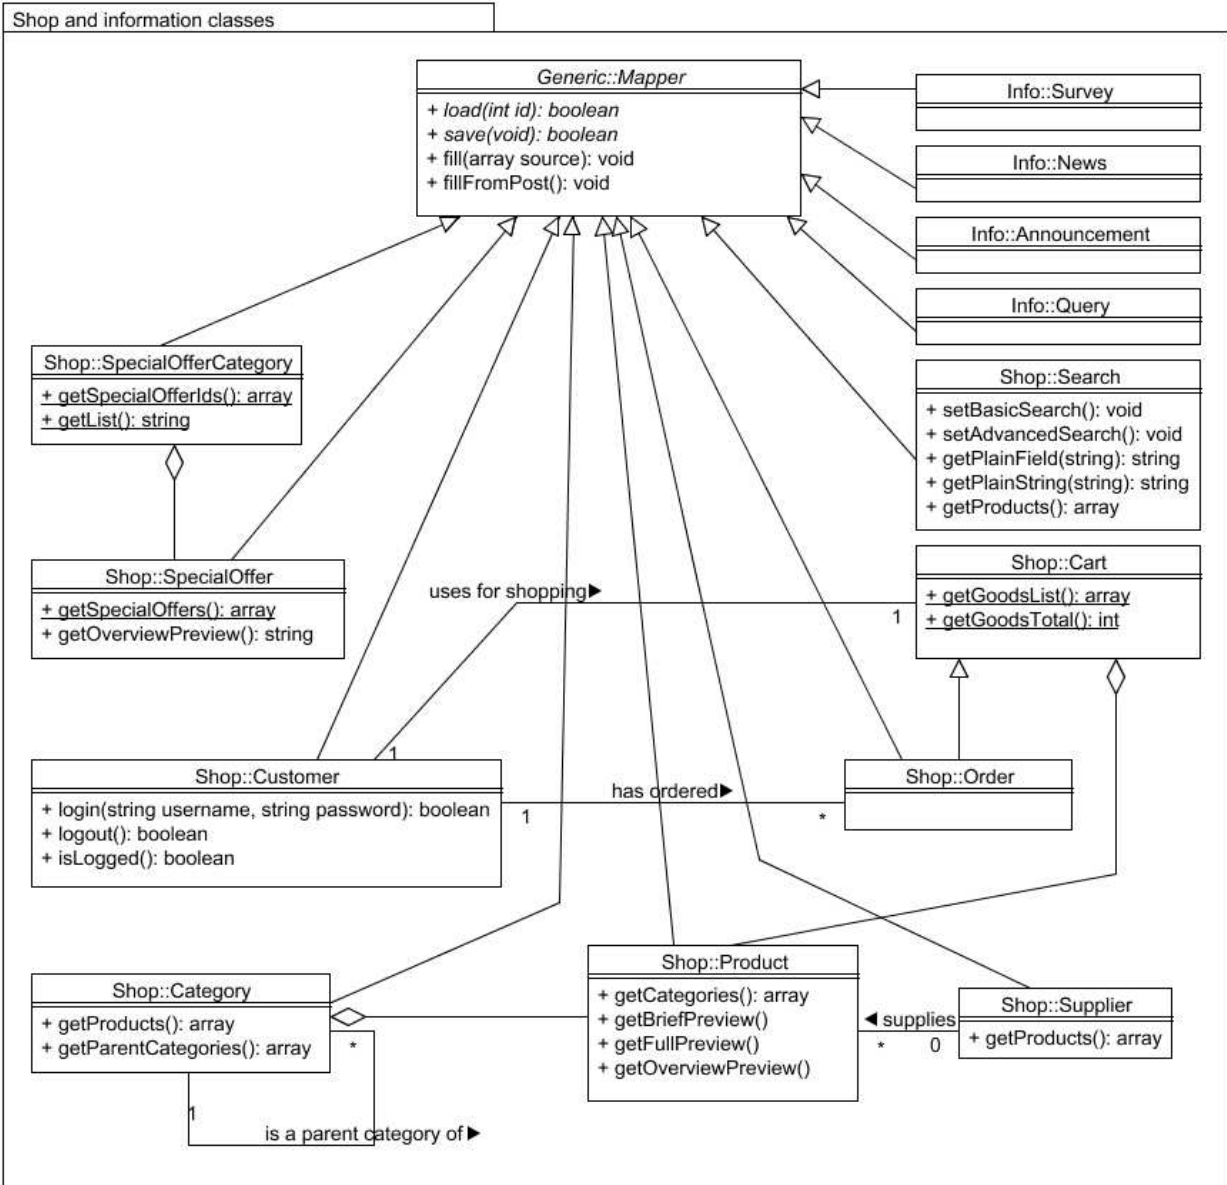 Shop and information classes
Generic::Mapper
+ load(int id): boolean
+ save(void): boolean
+ fill(array source): void
+ fillFromPost(): void
Info::Survey
Info::News
Info::Announcement
Info::Query
Shop::SpecialOfferCategory
+ getSpecialOfferIds(): array
+ getList(): string
Shop::Search
+ setBasicSearch(): void
+ setAdvancedSearch(): void
+ getPlainField(string): string
+ getPlainString(string): string
+ getProducts(): array
Shop::SpecialOffer
+ getSpecialOffers(): array
+ getOverviewPreview(): string
uses for shopping▶
1
1
Shop::Cart
+ getGoodsList(): array
+ getGoodsTotal(): int
Shop::Customer
+ login(string username, string password): boolean
+ logout(): boolean
+ isLogged(): boolean
has ordered▶
1
*
Shop::Order
Shop::Category
+ getProducts(): array
+ getParentCategories(): array
*
1
is a parent category of▶
Shop::Product
+ getCategories(): array
+ getBriefPreview()
+ getFullPreview()
+ getOverviewPreview()
◀ supplies
*
0
Shop::Supplier
+ getProducts(): array